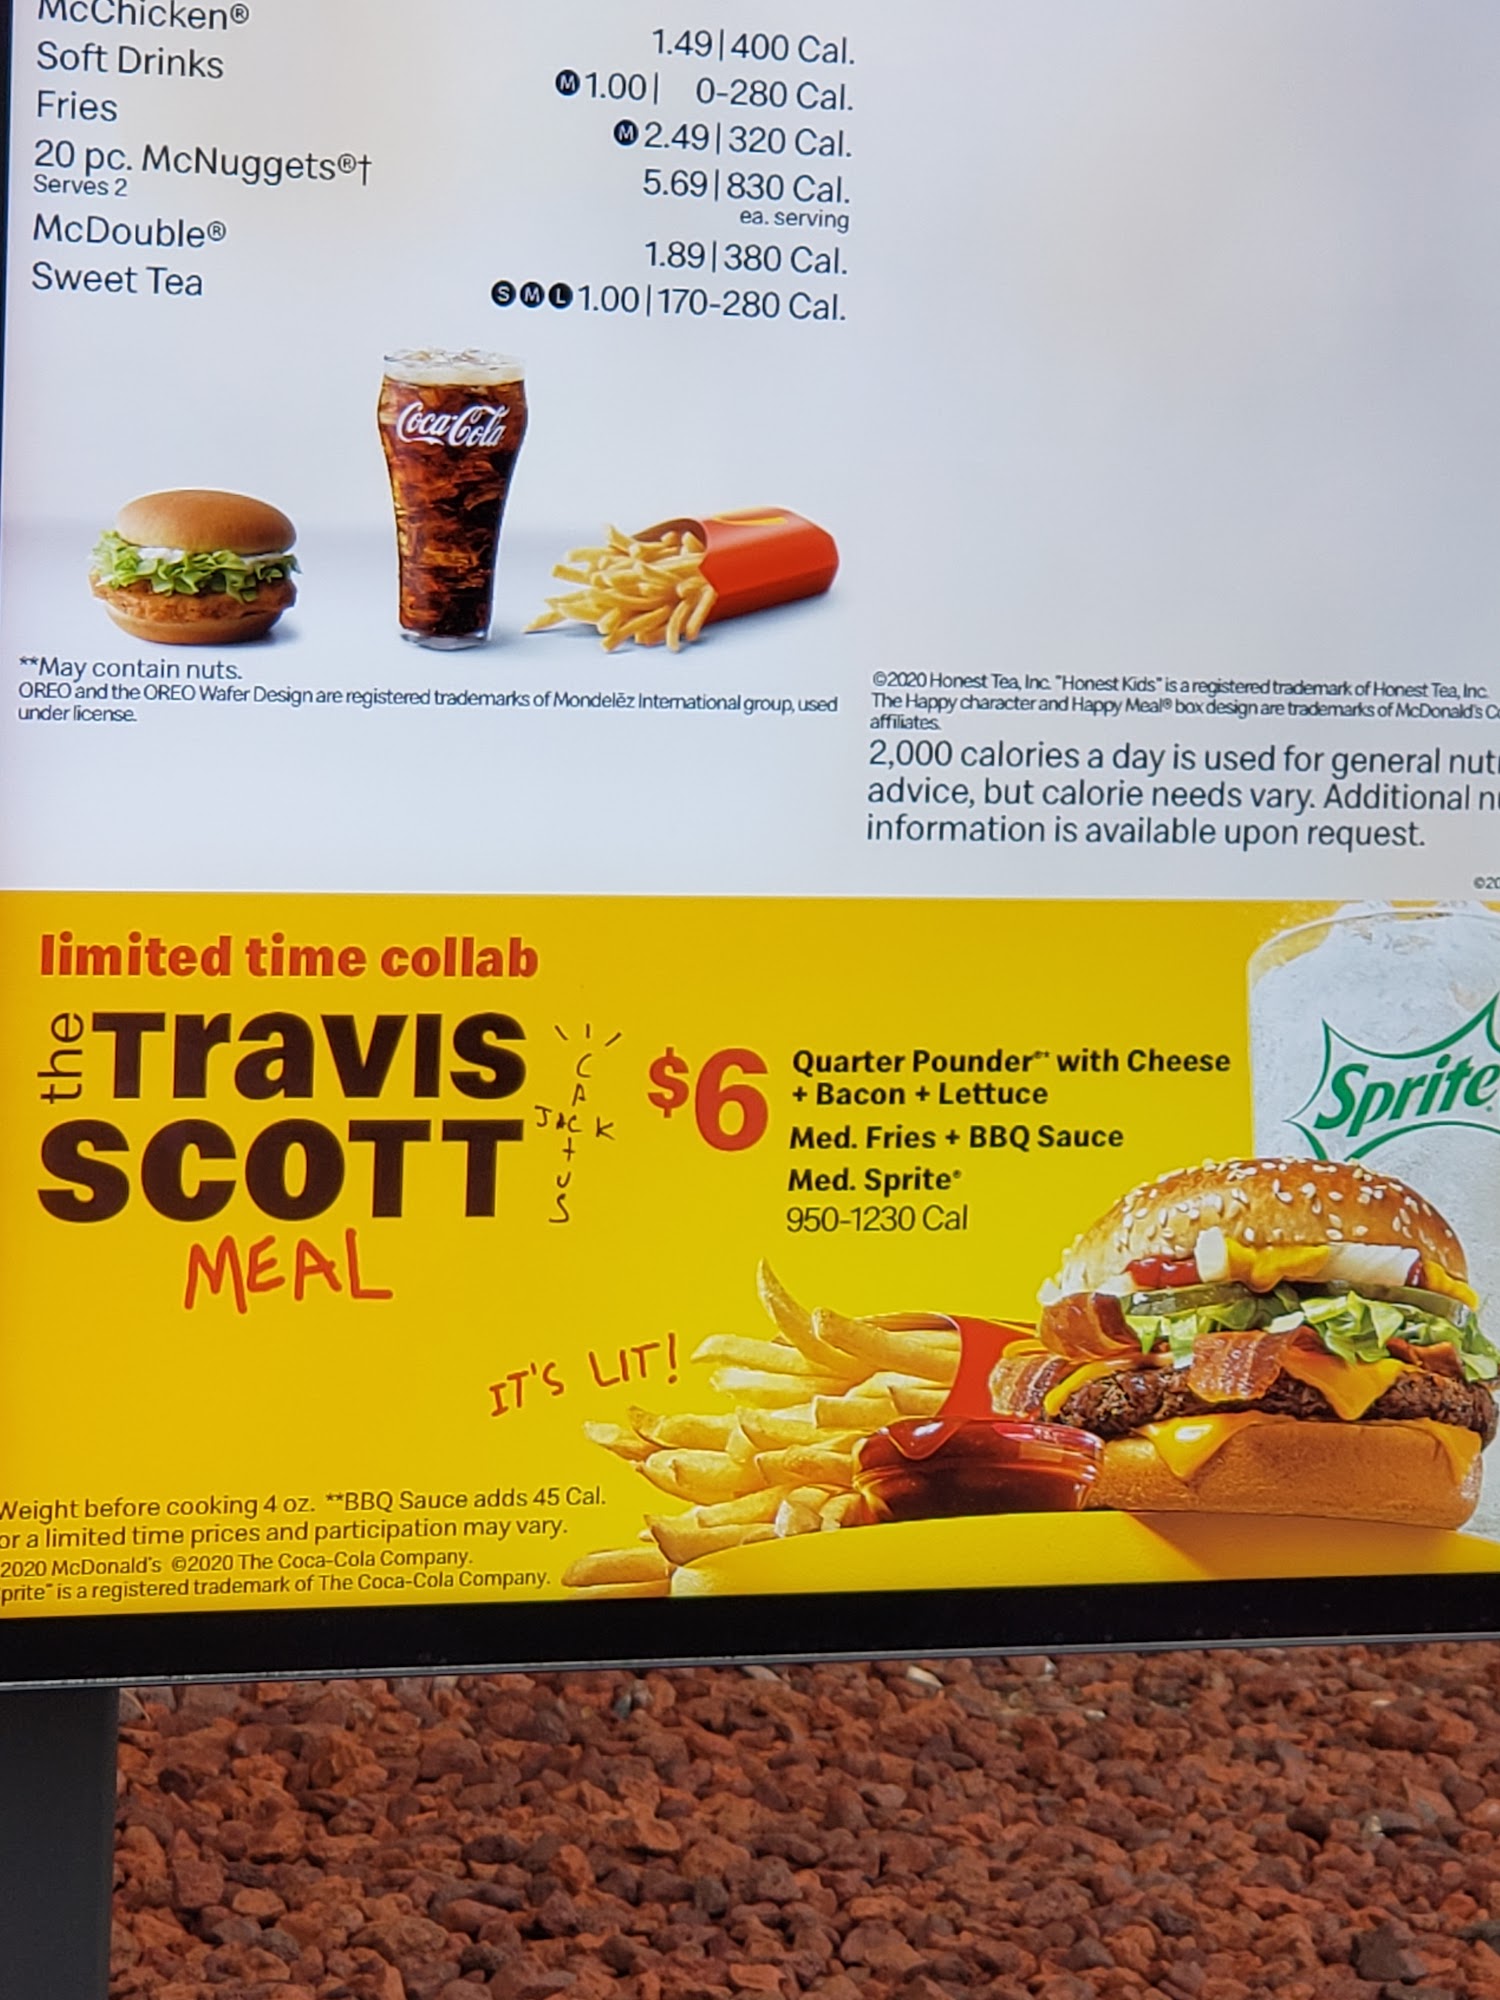 McChicken® 1.49|400 Cal.
Soft Drinks M 1.00| 0-280 Cal.
Fries M 2.49|320 Cal.
20 pc. McNuggets®† 5.69|830 Cal.
Serves 2 ea. serving
McDouble® 1.89|380 Cal.
Sweet Tea S M L 1.00|170-280 Cal.
Coca-Cola
**May contain nuts.
OREO and the OREO Wafer Design are registered trademarks of Mondelēz International group, used
under license.
©2020 Honest Tea, Inc. "Honest Kids" is a registered trademark of Honest Tea, Inc.
The Happy character and Happy Meal® box design are trademarks of McDonald's C
affiliates.
2,000 calories a day is used for general nut
advice, but calorie needs vary. Additional n
information is available upon request.
©20
limited time collab
the Travis
SCOTT
MEAL
CACTUS
JACK
$6
Quarter Pounder®* with Cheese
+ Bacon + Lettuce
Med. Fries + BBQ Sauce
Med. Sprite®
950-1230 Cal
Sprite
IT'S LIT!
Weight before cooking 4 oz. **BBQ Sauce adds 45 Cal.
or a limited time prices and participation may vary.
2020 McDonald's ©2020 The Coca-Cola Company.
prite" is a registered trademark of The Coca-Cola Company.